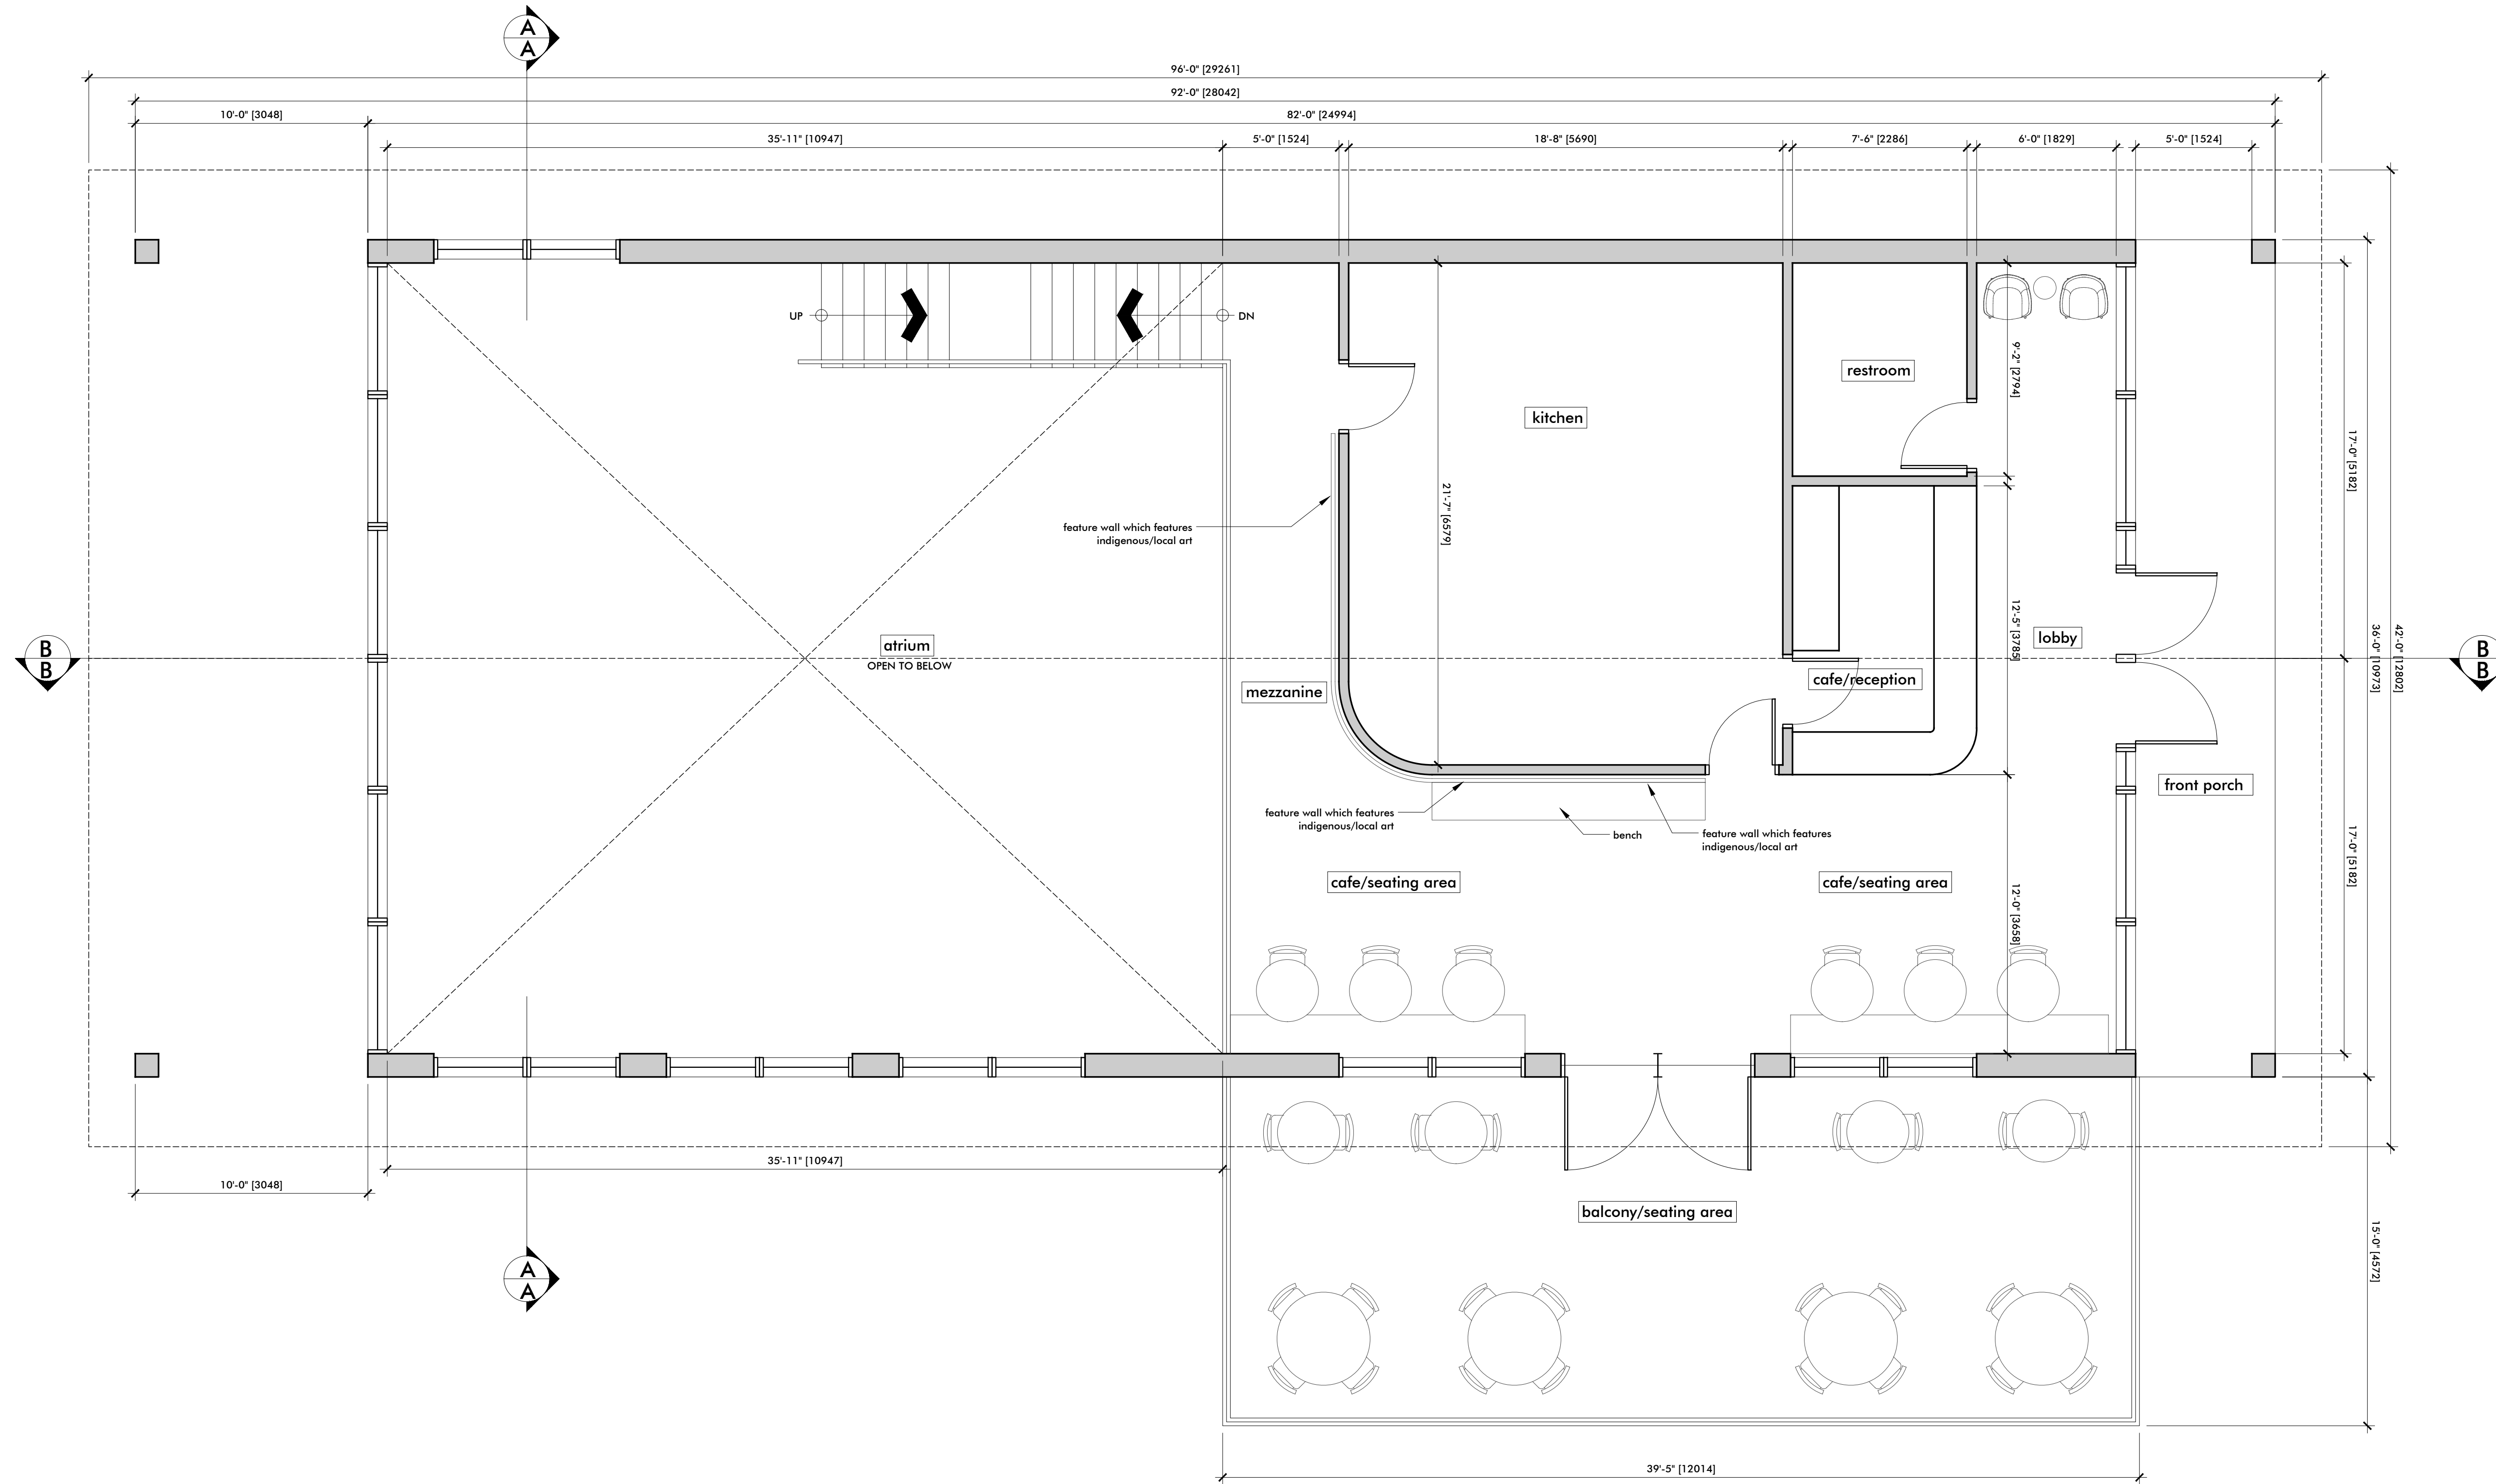 A
A
96'-0" [29261]
92'-0" [28042]
10'-0" [3048]
82'-0" [24994]
35'-11" [10947]
5'-0" [1524]
18'-8" [5690]
7'-6" [2286]
6'-0" [1829]
5'-0" [1524]
UP
DN
9'-2" [2794]
restroom
kitchen
17'-0" [5182]
21'-7" [6579]
feature wall which features
indigenous/local art
12'-5" [3785]
lobby
36'-0" [10973]
42'-0" [12802]
B
B
atrium
OPEN TO BELOW
B
B
mezzanine
cafe/reception
front porch
feature wall which features
indigenous/local art
bench
feature wall which features
indigenous/local art
17'-0" [5182]
cafe/seating area
cafe/seating area
12'-0" [3658]
35'-11" [10947]
10'-0" [3048]
balcony/seating area
15'-0" [4572]
A
A
39'-5" [12014]